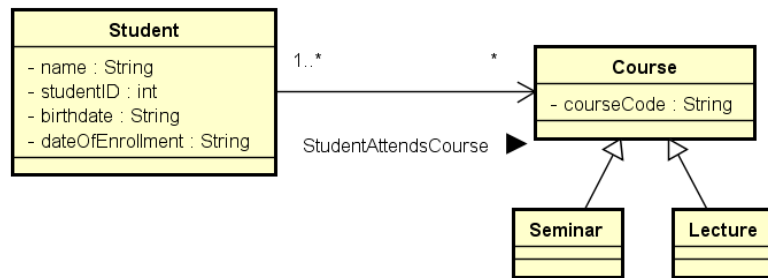 Student
- name : String
- studentID : int
- birthdate : String
- dateOfEnrollment : String
1..*
*
StudentAttendsCourse
Course
- courseCode : String
Seminar
Lecture